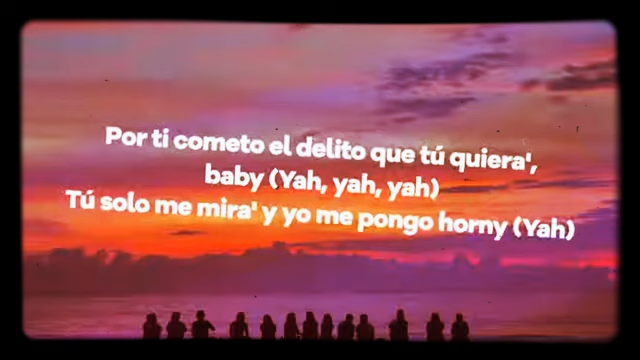 Por ti cometo el delito que tú quiera',
baby (Yah, yah, yah)
Tú solo me mira' y yo me pongo horny (Yah)